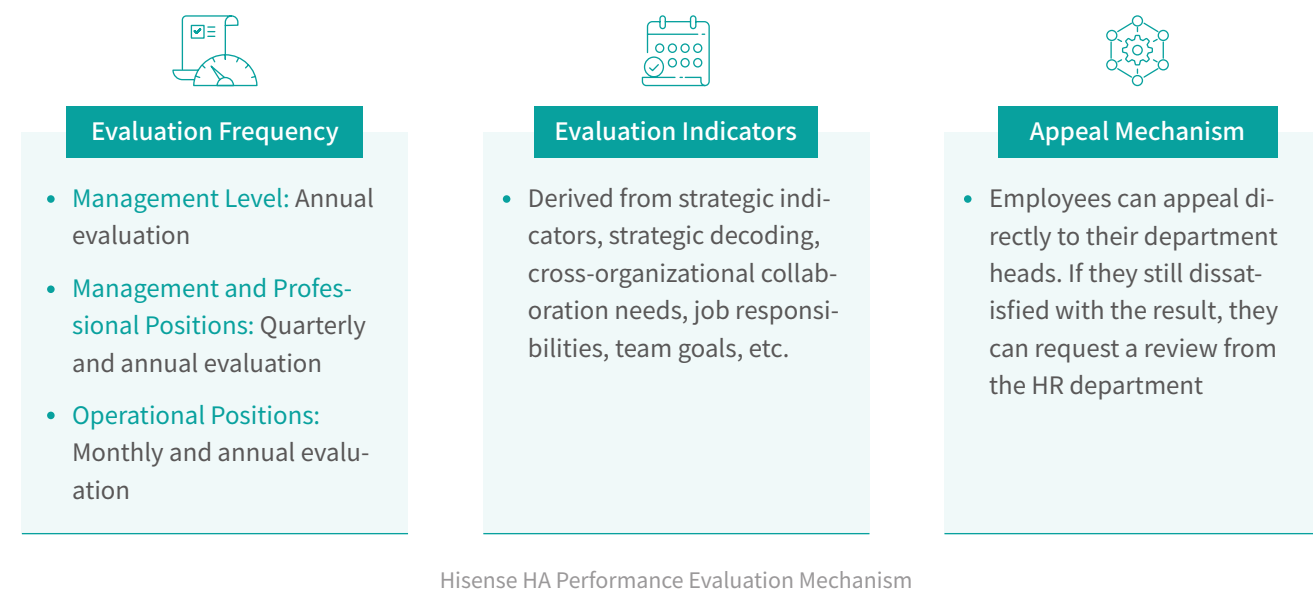 Evaluation Frequency
• Management Level: Annual
evaluation
• Management and Profes-
sional Positions: Quarterly
and annual evaluation
• Operational Positions:
Monthly and annual evalu-
ation
Evaluation Indicators
• Derived from strategic indi-
cators, strategic decoding,
cross-organizational collab-
oration needs, job responsi-
bilities, team goals, etc.
Appeal Mechanism
• Employees can appeal di-
rectly to their department
heads. If they still dissat-
isfied with the result, they
can request a review from
the HR department
Hisense HA Performance Evaluation Mechanism